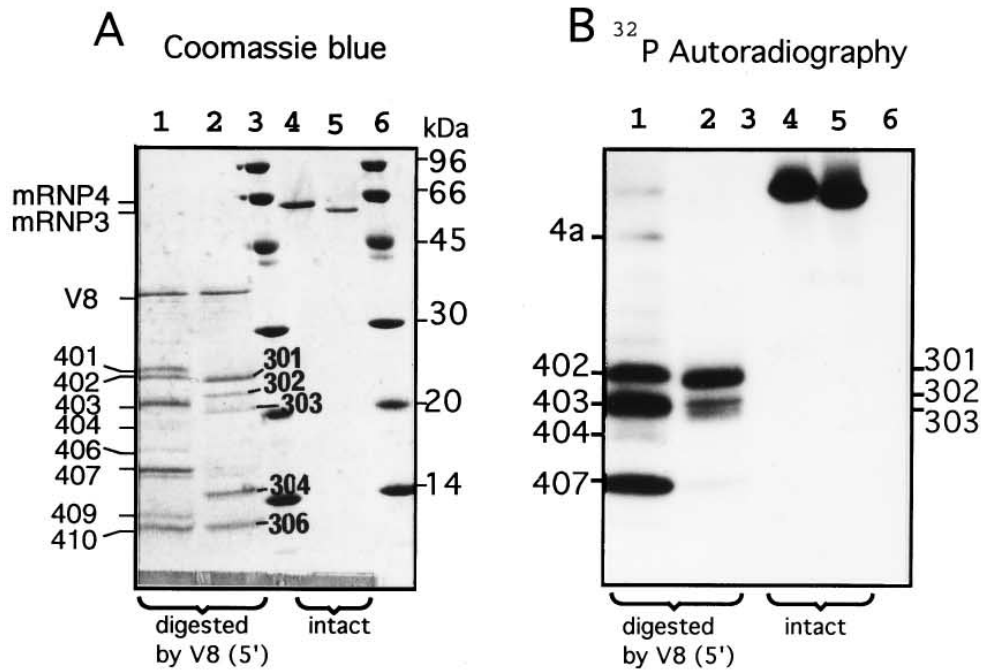 A Coomassie blue
1 2 3 4 5 6 kDa
96
mRNP4
66
mRNP3
45
V8
30
401
301
402
302
403
303
20
404
406
407
304
14
409
306
410
digested by V8 (5')
intact
B ³²P Autoradiography
1 2 3 4 5 6
4a
402
301
302
403
303
404
407
digested by V8 (5')
intact